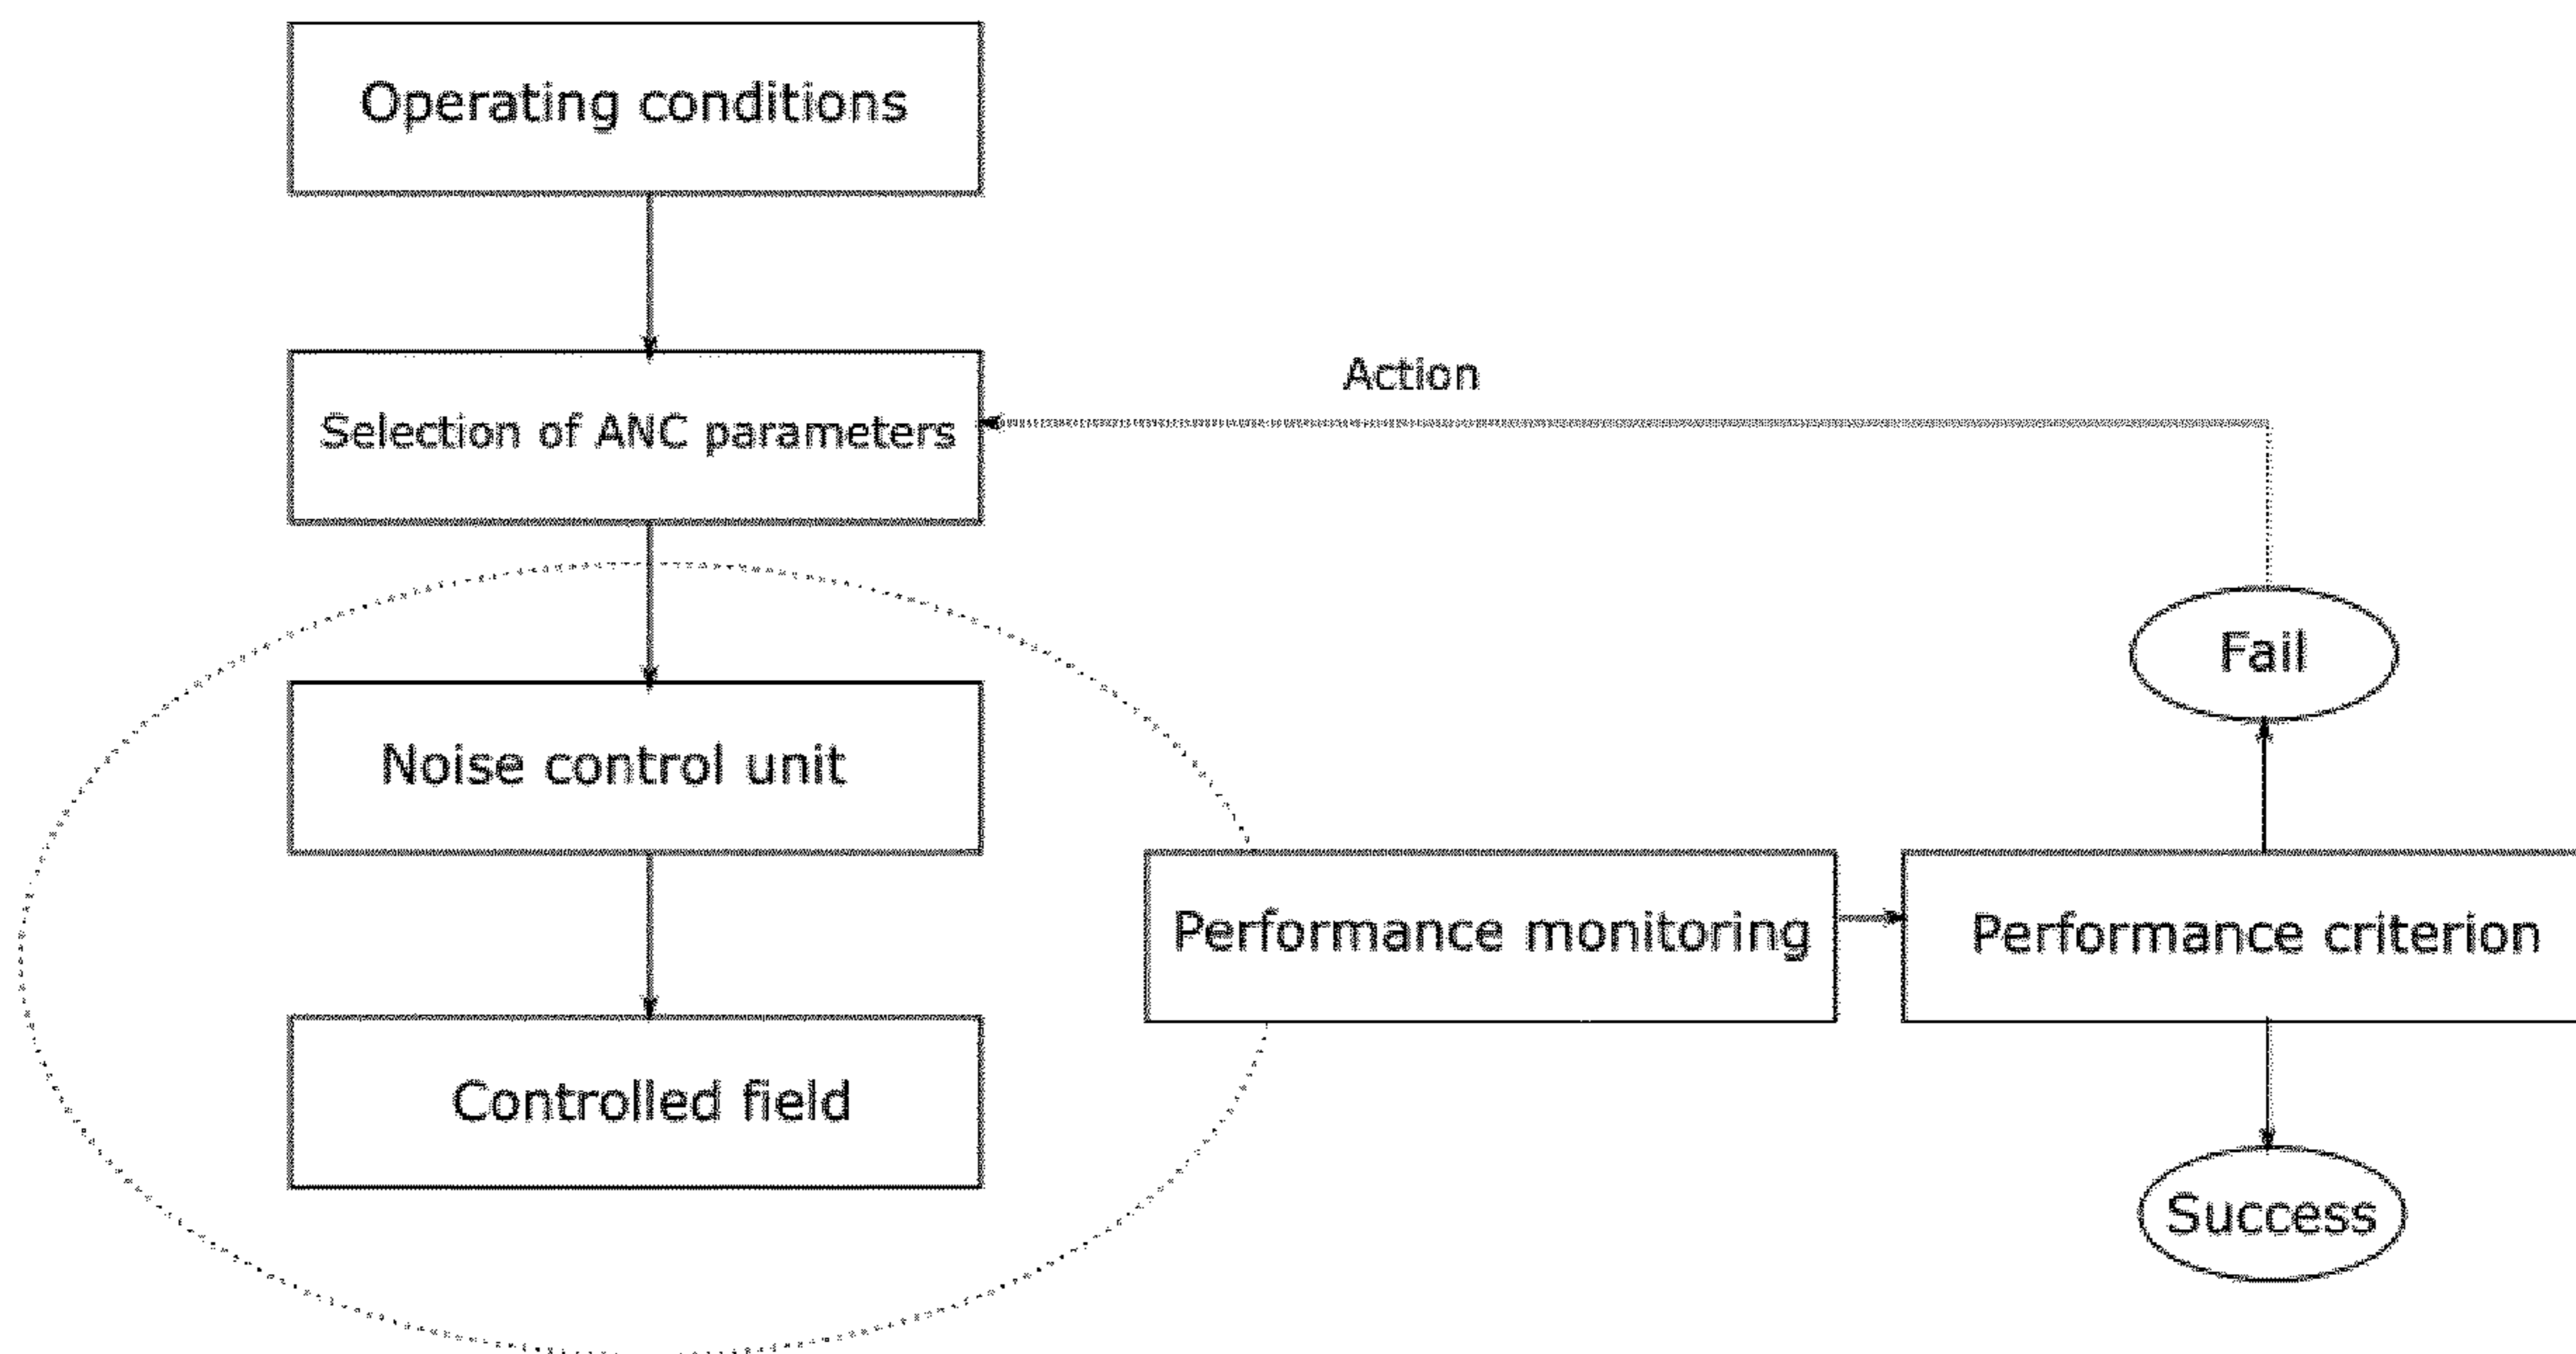 Operating conditions
Selection of ANC parameters
Action
Noise control unit
Fail
Performance monitoring
Performance criterion
Controlled field
Success